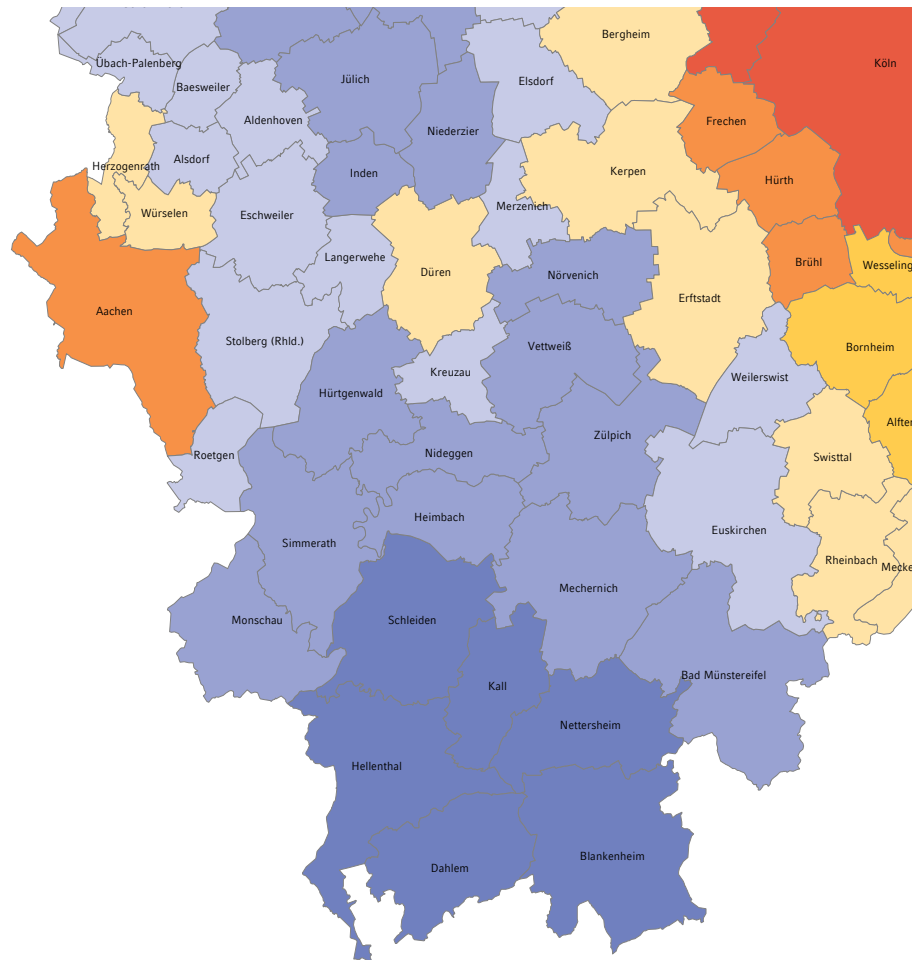 Bergheim
Übach-Palenberg
Köln
Jülich
Elsdorf
Baesweiler
Aldenhoven
Frechen
Niederzier
Alsdorf
Herzogenrath
Inden
Kerpen
Hürth
Würselen
Eschweiler
Merzenich
Langerwehe
Düren
Nörvenich
Brühl
Wesseling
Erftstadt
Aachen
Stolberg (Rhld.)
Vettweiß
Bornheim
Kreuzau
Weilerswist
Hürtgenwald
Alfter
Zülpich
Roetgen
Nideggen
Swisttal
Heimbach
Euskirchen
Simmerath
Rheinbach
Mecke
Mechernich
Monschau
Schleiden
Bad Münstereifel
Kall
Nettersheim
Hellenthal
Blankenheim
Dahlem